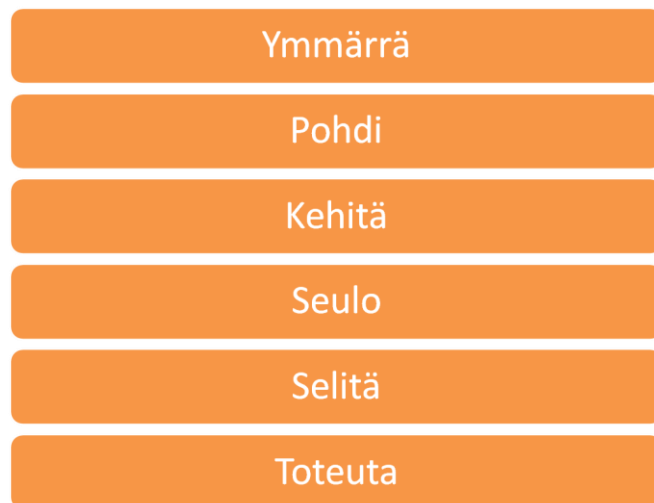 Ymmärrä
Pohdi
Kehitä
Seulo
Selitä
Toteuta